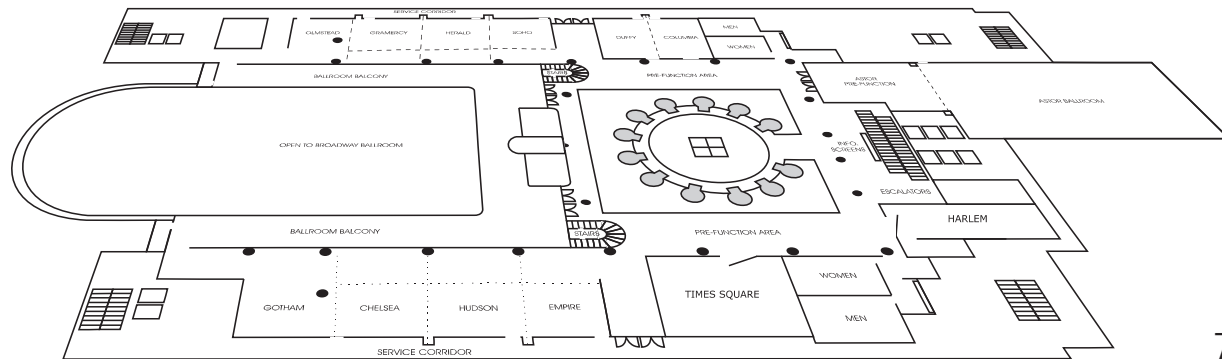 SERVICE CORRIDOR
OLMSTEAD
GRAMERCY
HERALD
SOHO
DUFFY
COLUMBIA
MEN
WOMEN
BALLROOM BALCONY
STAIRS
PRE-FUNCTION AREA
ASTOR
PRE-FUNCTION
ASTOR BALLROOM
OPEN TO BROADWAY BALLROOM
INFO.
SCREENS
ESCALATORS
HARLEM
BALLROOM BALCONY
STAIRS
PRE-FUNCTION AREA
GOTHAM
CHELSEA
HUDSON
EMPIRE
TIMES SQUARE
WOMEN
MEN
SERVICE CORRIDOR